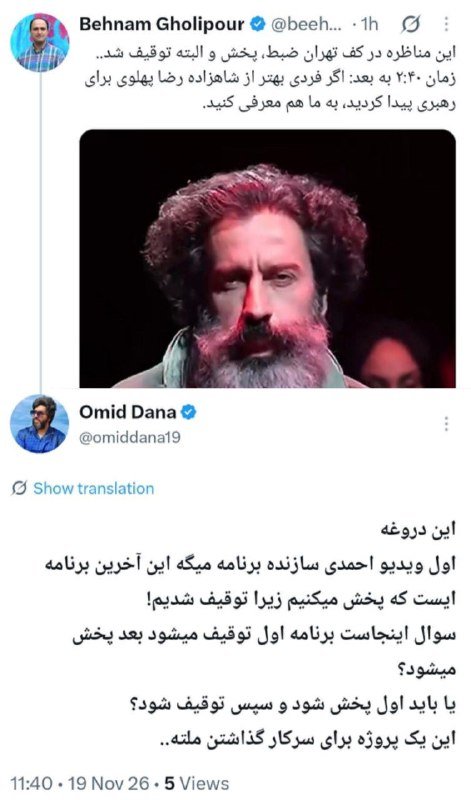 Behnam Gholipour @beeh... · 1h
این مناظره در کف تهران ضبط، پخش و البته توقیف شد..
زمان ۲:۴۰ به بعد: اگر فردی بهتر از شاهزاده رضا پهلوی برای
رهبری پیدا کردید، به ما هم معرفی کنید.
Omid Dana
@omiddana19
Show translation
این دروغه
اول ویدیو احمدی سازنده برنامه میگه این آخرین برنامه
ایست که پخش میکنیم زیرا توقیف شدیم!
سوال اینجاست برنامه اول توقیف میشود بعد پخش
میشود؟
یا باید اول پخش شود و سپس توقیف شود؟
این یک پروژه برای سرکار گذاشتن ملته..
11:40 · 19 Nov 26 · 5 Views